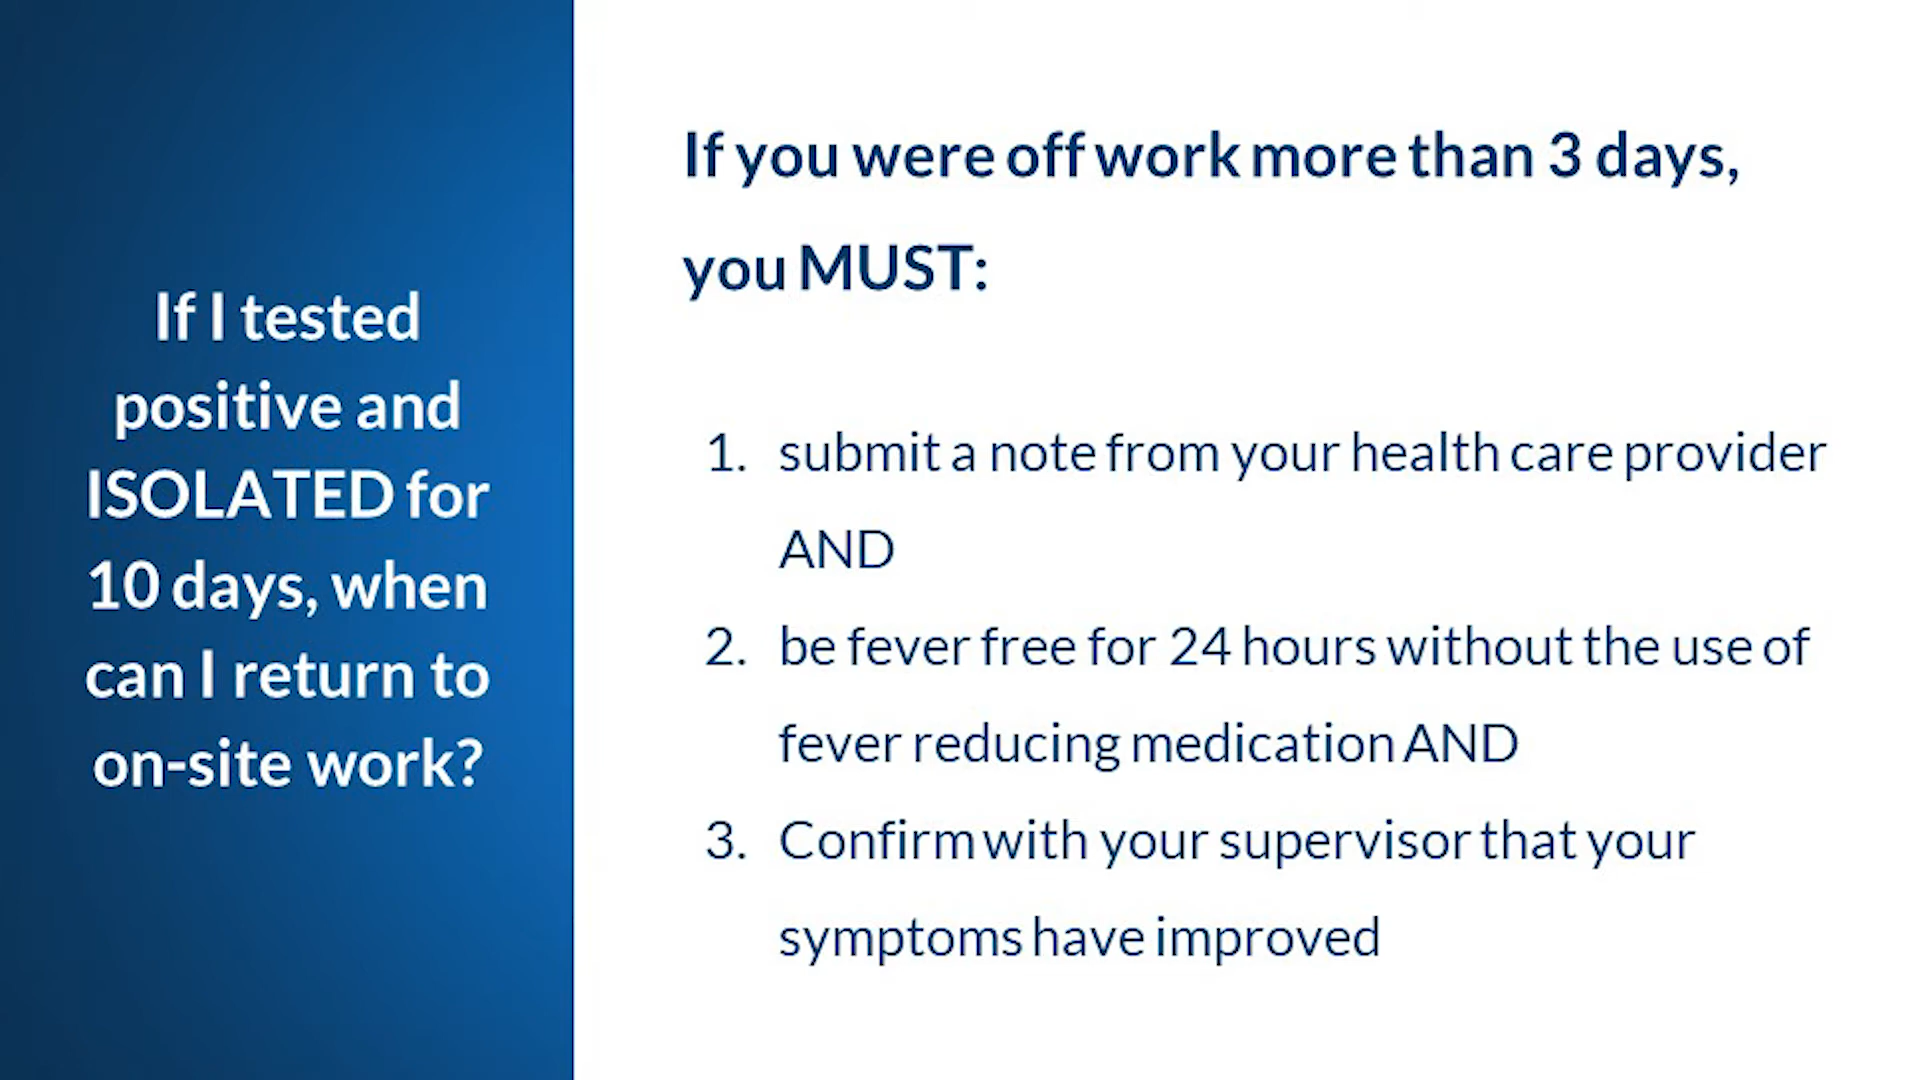 If I tested
positive and
ISOLATED for
10 days, when
can I return to
on-site work?
If you were off work more than 3 days,
you MUST:
1. submit a note from your health care provider
AND
2. be fever free for 24 hours without the use of
fever reducing medication AND
3. Confirm with your supervisor that your
symptoms have improved